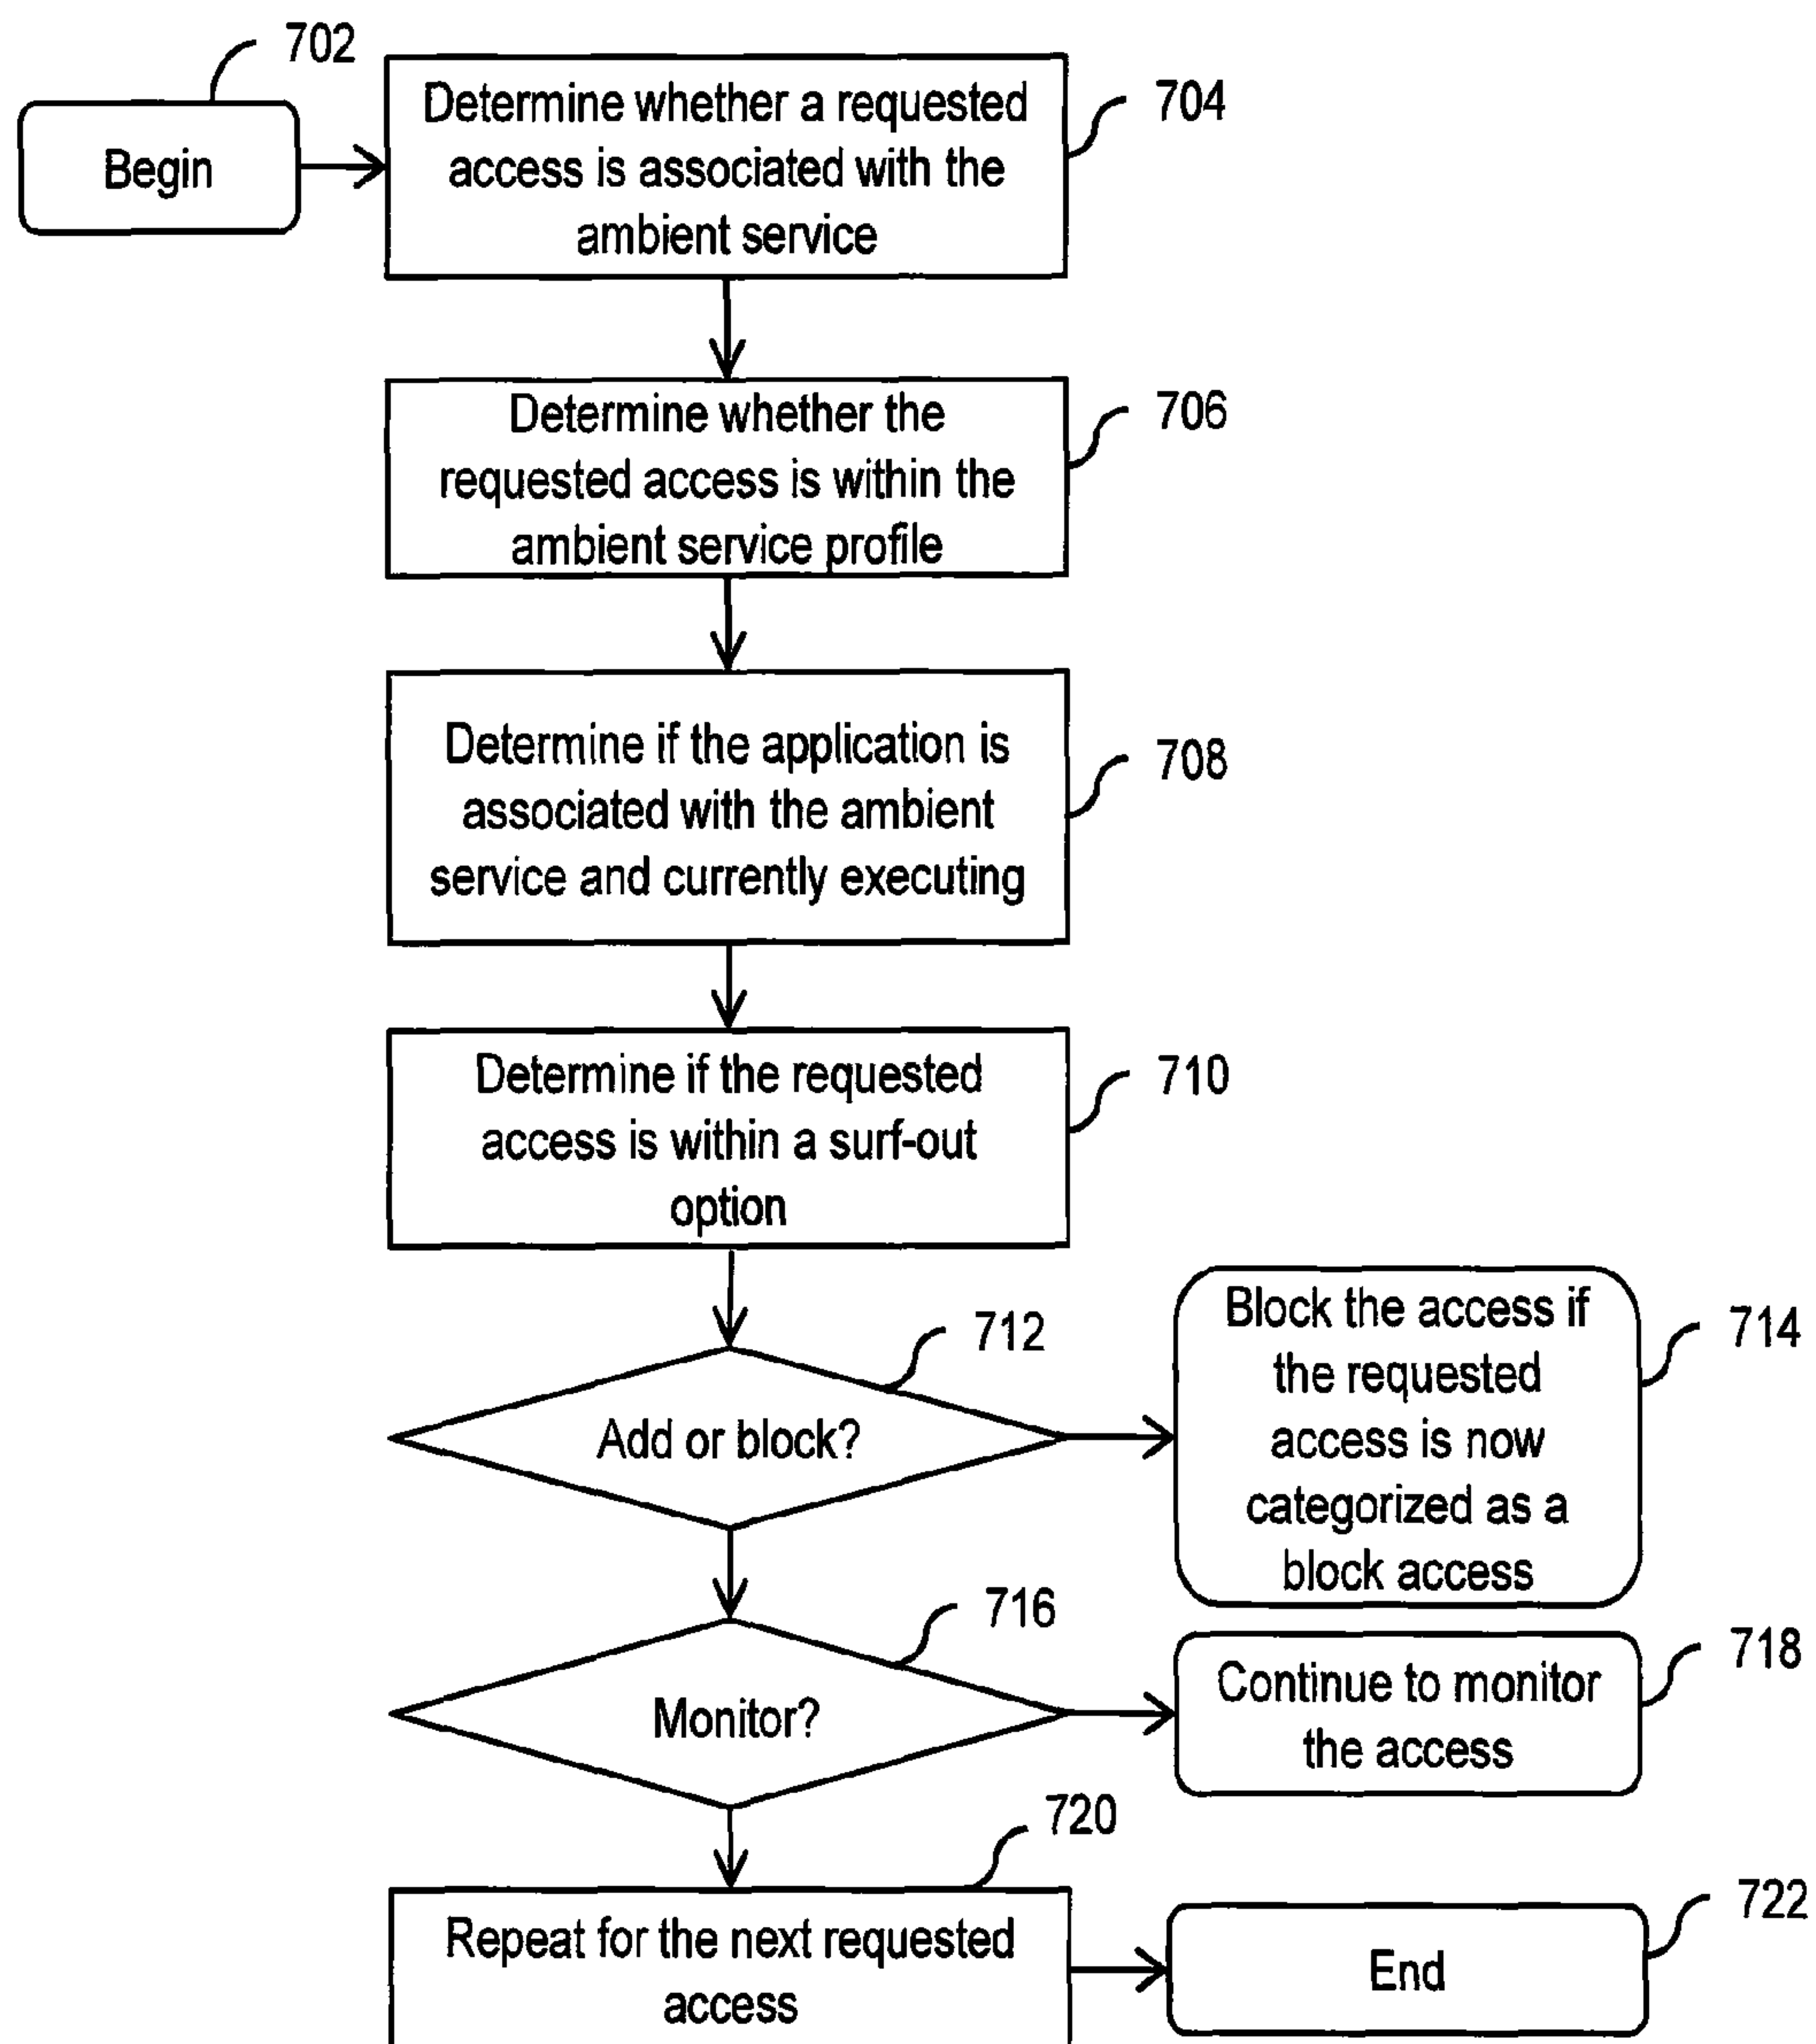 702
Begin
Determine whether a requested
access is associated with the
ambient service
704
Determine whether the
requested access is within the
ambient service profile
706
Determine if the application is
associated with the ambient
service and currently executing
708
Determine if the requested
access is within a surf-out
option
710
712
Add or block?
Block the access if
the requested
access is now
categorized as a
block access
714
716
Monitor?
Continue to monitor
the access
718
720
Repeat for the next requested
access
End
722